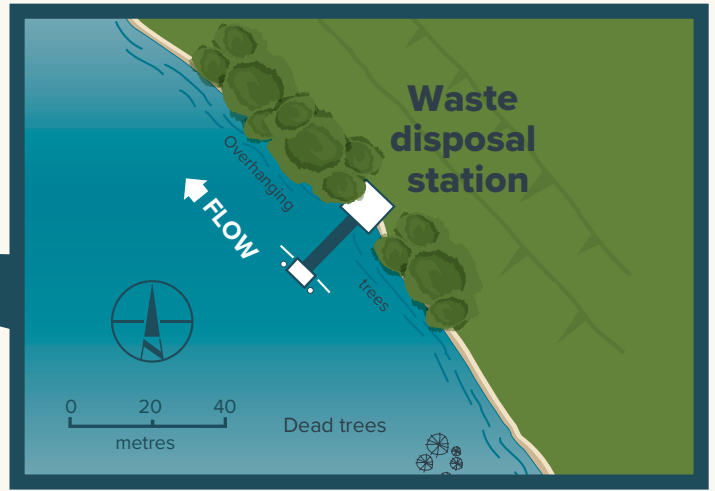 Waste
disposal
station
Overhanging
trees
FLOW
0 20 40
metres
Dead trees